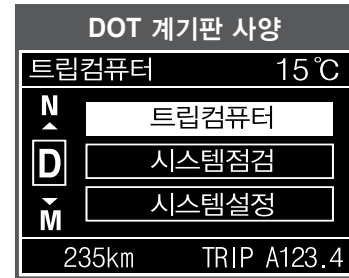 DOT 계기판 사양
트립컴퓨터 15℃
N 트립컴퓨터
D 시스템점검
M 시스템설정
235km TRIP A123.4